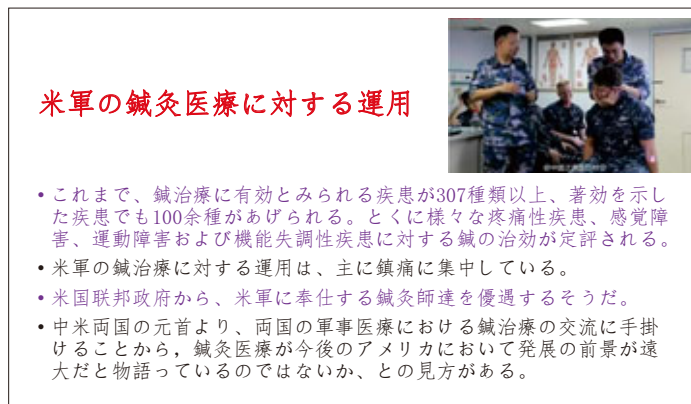 米軍の鍼灸医療に対する運用
• これまで、鍼治療に有効とみられる疾患が307種類以上、著効を示し
た疾患でも100余種があげられる。とくに様々な疼痛性疾患、感覚障
害、運動障害および機能失調性疾患に対する鍼の治効が定評される。
• 米軍の鍼治療に対する運用は、主に鎮痛に集中している。
• 米国联邦政府から、米軍に奉仕する鍼灸師達を優遇するそうだ。
• 中米両国の元首より、両国の軍事医療における鍼治療の交流に手掛
けることから，鍼灸医療が今後のアメリカにおいて発展の前景が遠
大だと物語っているのではないか、との見方がある。